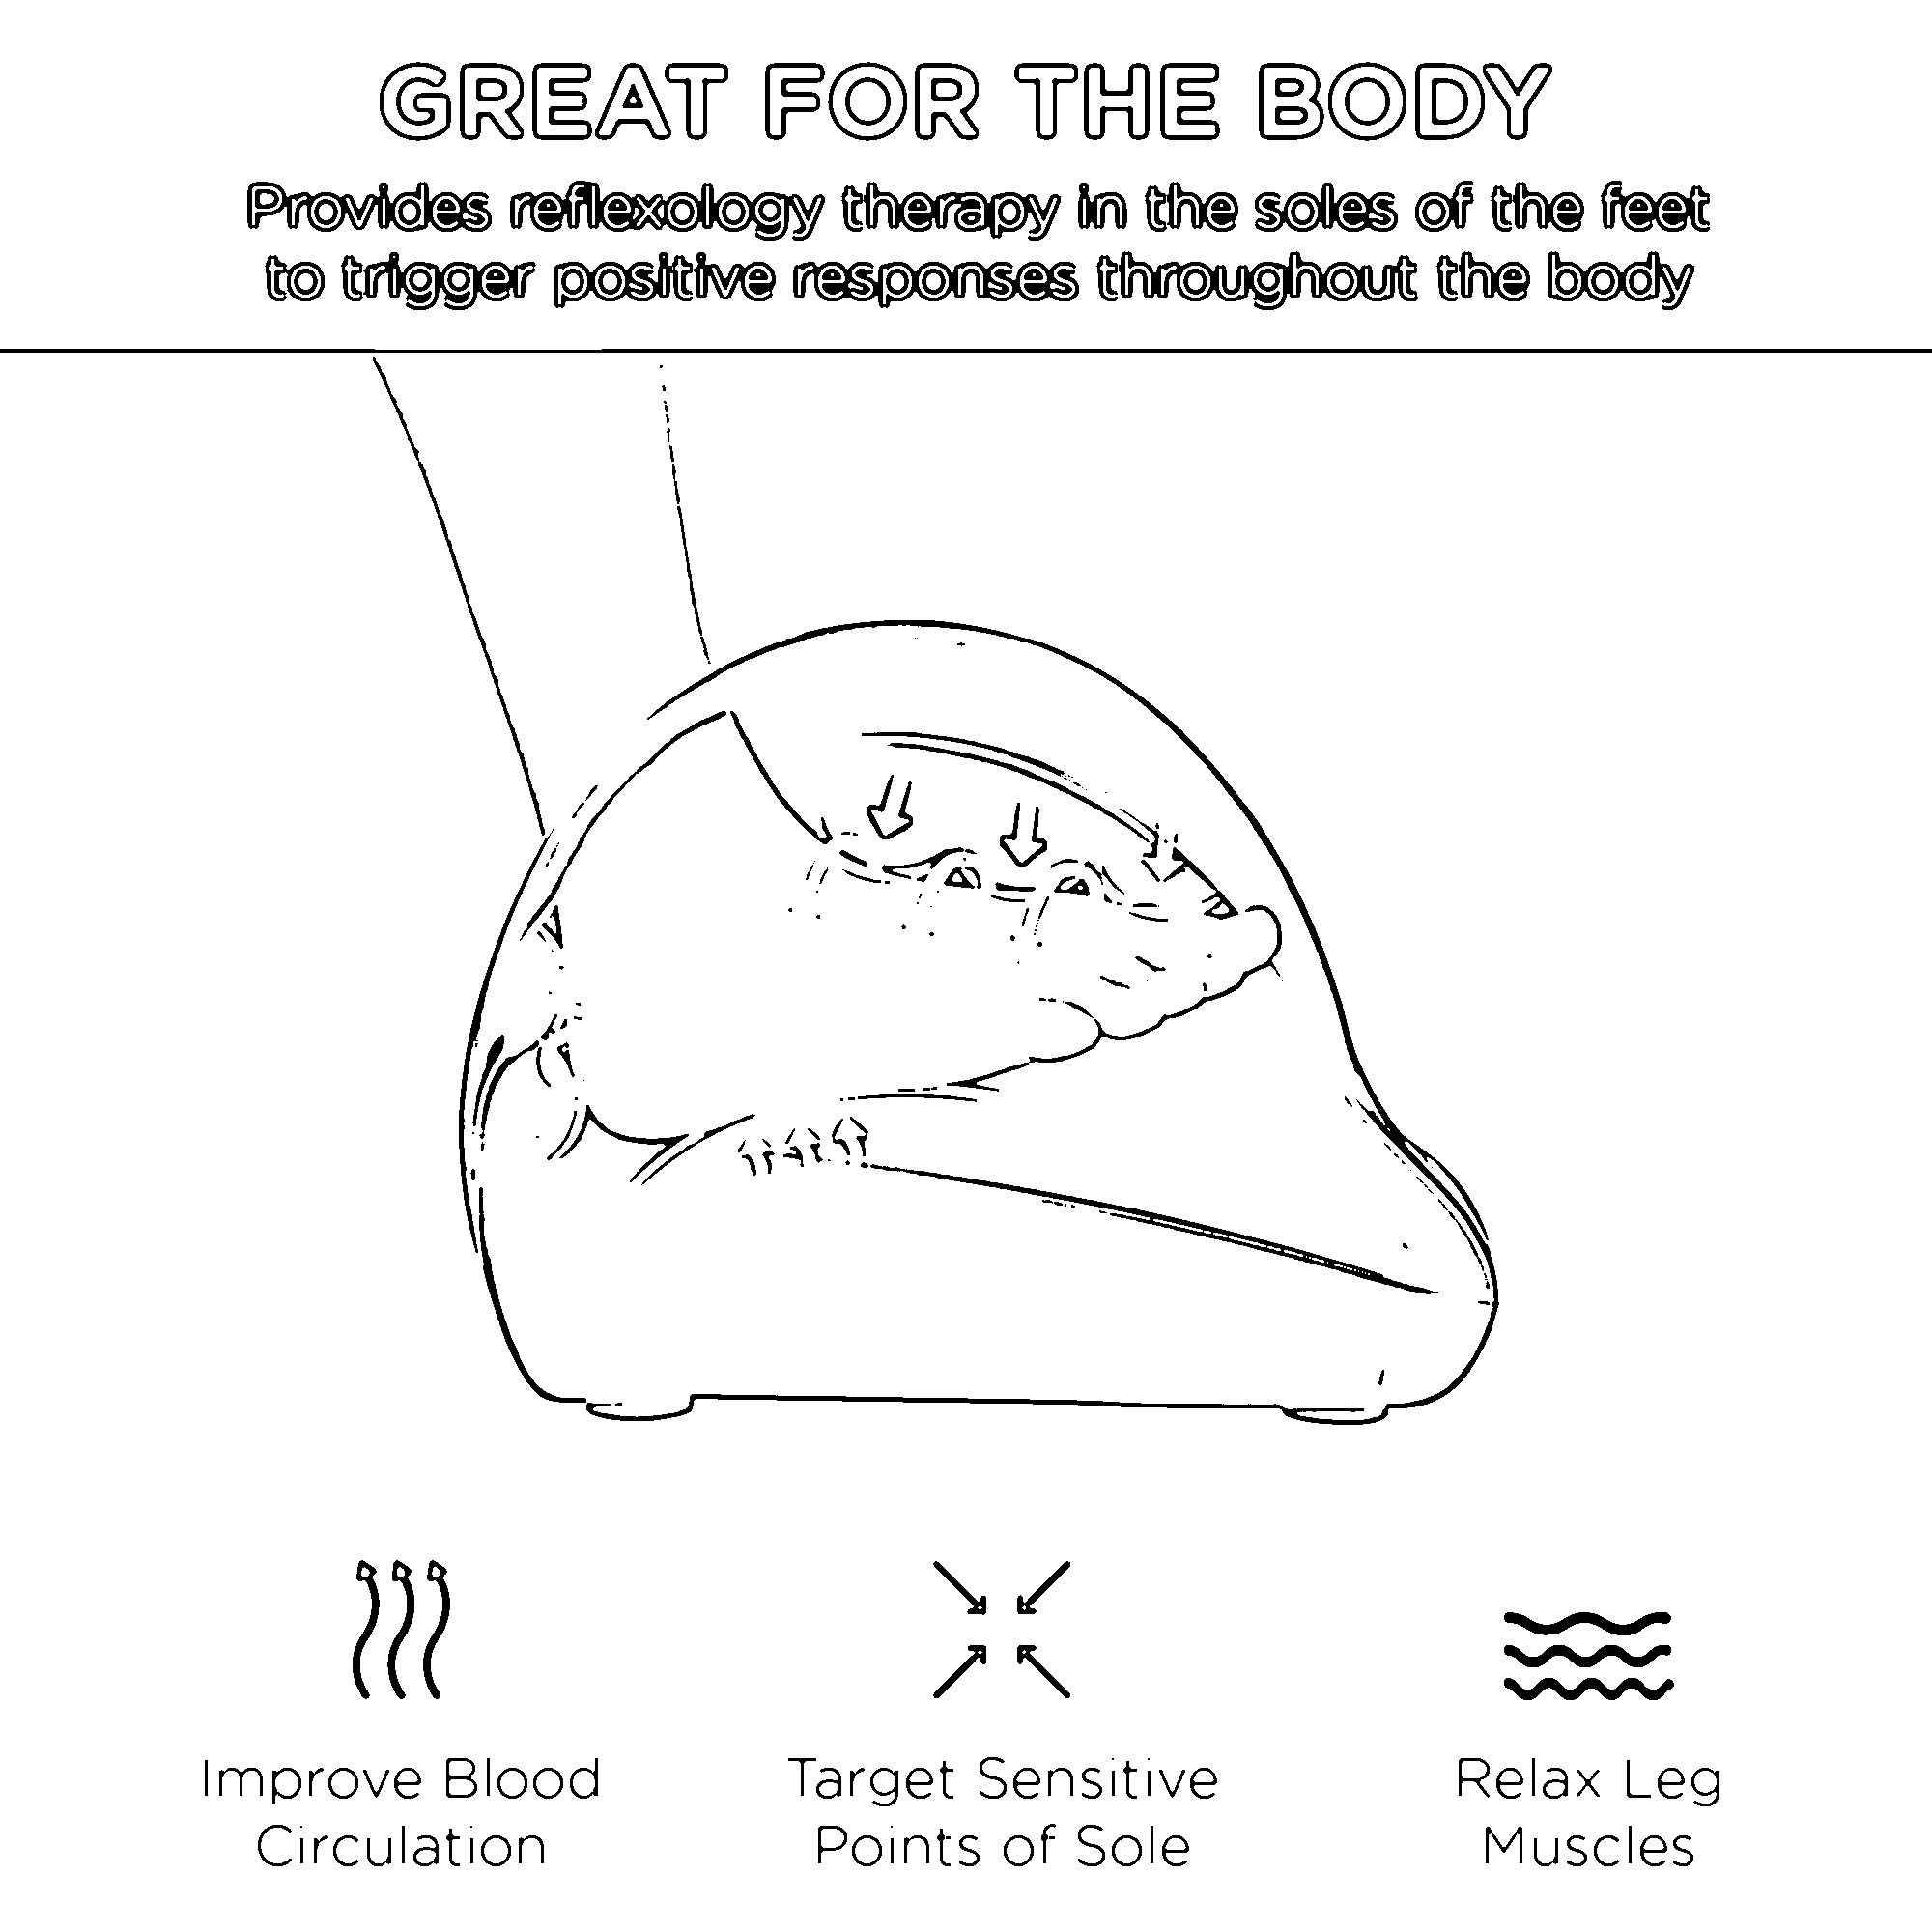 GREAT FOR THE BODY
Provides reflexology therapy in the soles of the feet
to trigger positive responses throughout the body
Improve Blood
Circulation
Target Sensitive
Points of Sole
Relax Leg
Muscles